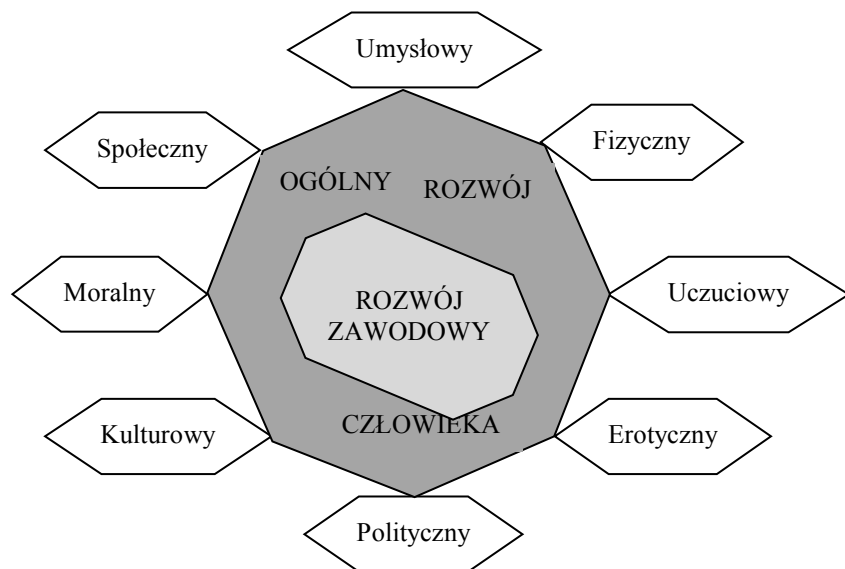 Umysłowy
Społeczny
Fizyczny
OGÓLNY ROZWÓJ
Moralny
ROZWÓJ
ZAWODOWY
Uczuciowy
CZŁOWIEKA
Kulturowy
Erotyczny
Polityczny